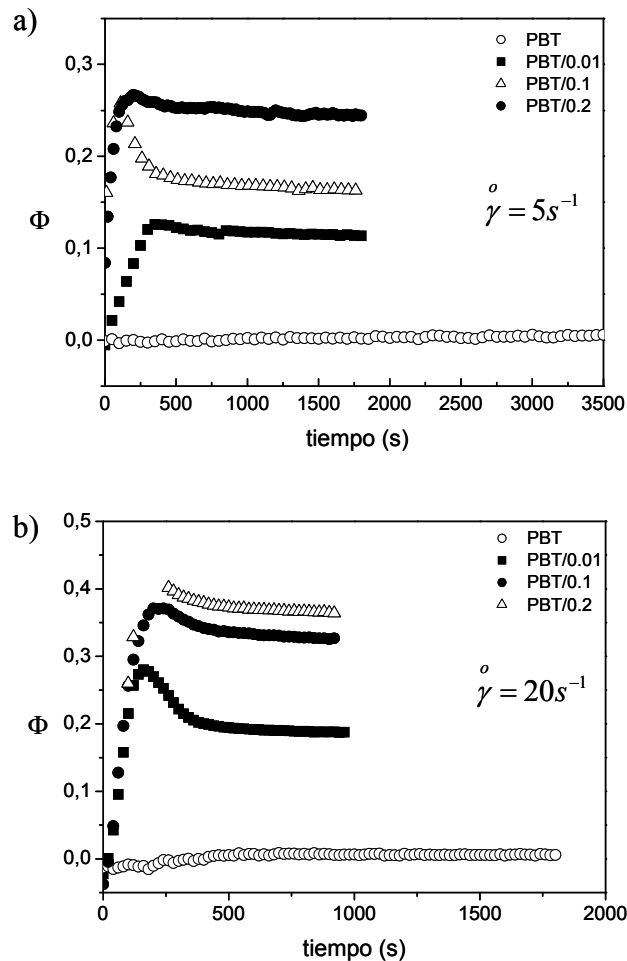 a)
PBT
PBT/0.01
PBT/0.1
PBT/0.2
0,3
0,2
0,1
0,0
Φ
γ̊ = 5s⁻¹
0 500 1000 1500 2000 2500 3000 3500
tiempo (s)
b)
PBT
PBT/0.01
PBT/0.1
PBT/0.2
0,5
0,4
0,3
0,2
0,1
0,0
Φ
γ̊ = 20s⁻¹
0 500 1000 1500 2000
tiempo (s)